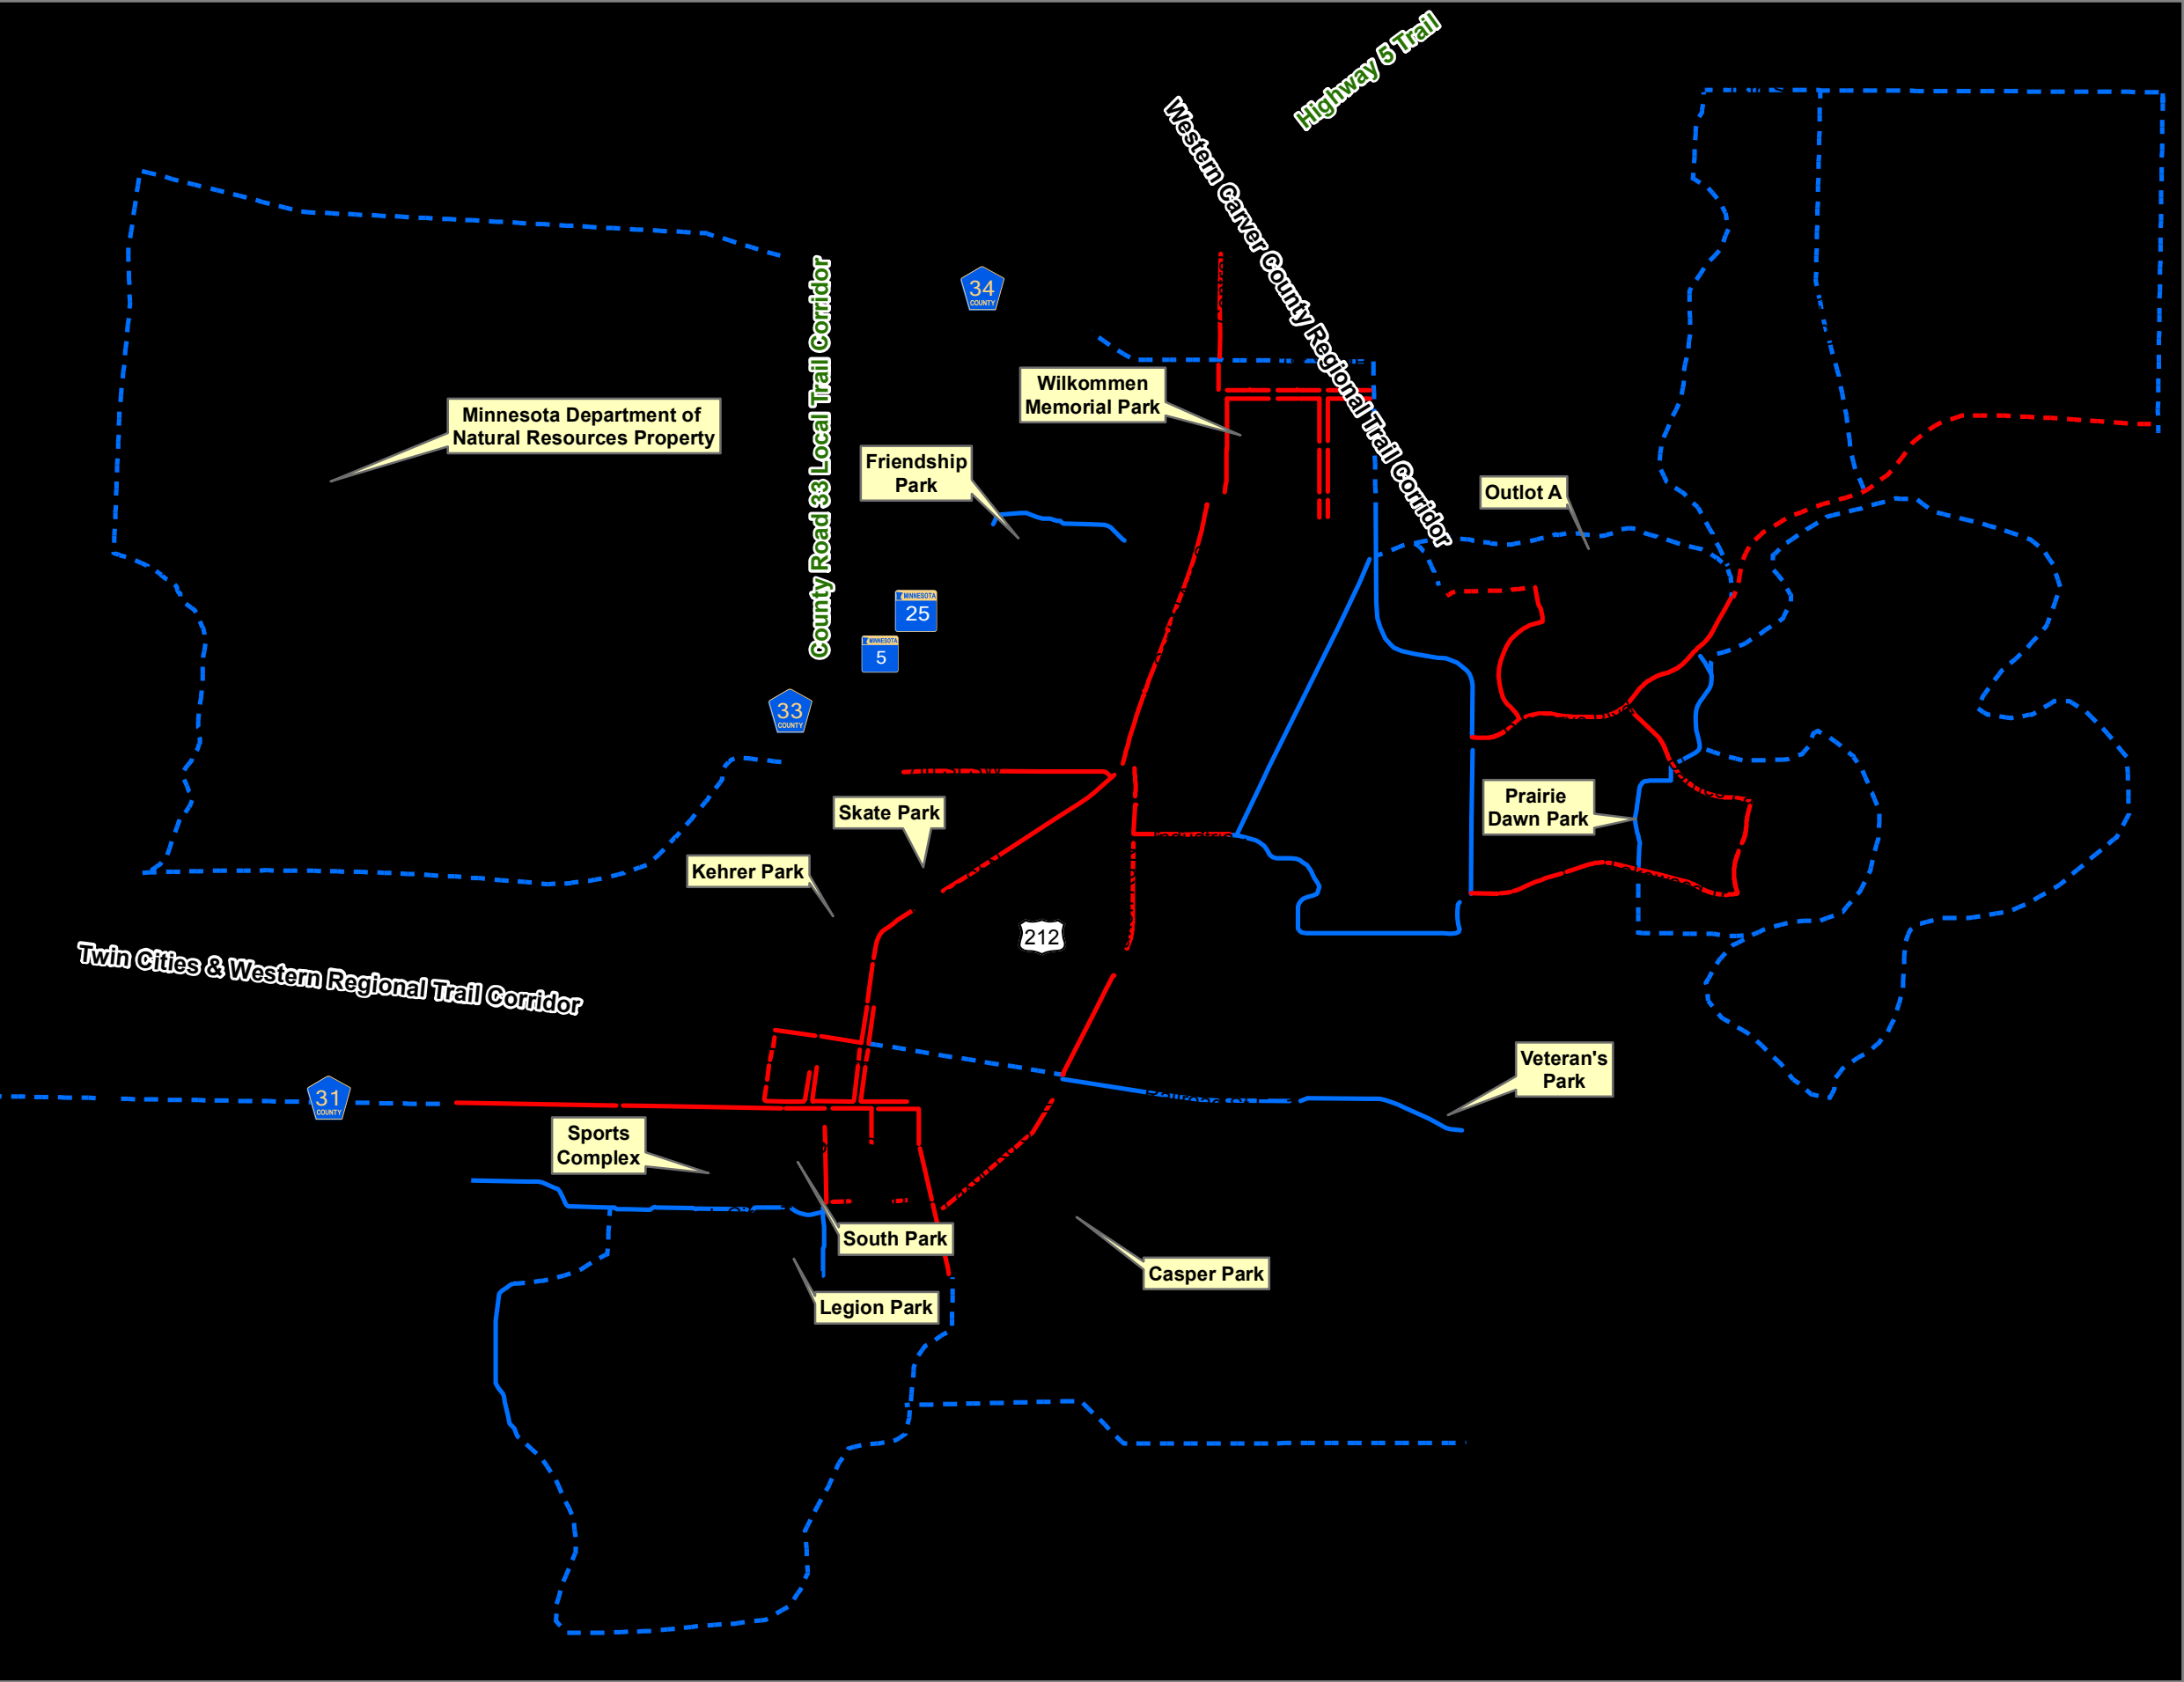 Highway 5 Trail
Western Carver County Regional Trail Corridor
County Road 33 Local Trail Corridor
34
COUNTY
Wilkommen
Memorial Park
Minnesota Department of
Natural Resources Property
Friendship
Park
Outlot A
MINNESOTA
25
MINNESOTA
5
33
COUNTY
Skate Park
Prairie
Dawn Park
Kehrer Park
212
Twin Cities & Western Regional Trail Corridor
Veteran's
Park
31
COUNTY
Sports
Complex
South Park
Casper Park
Legion Park